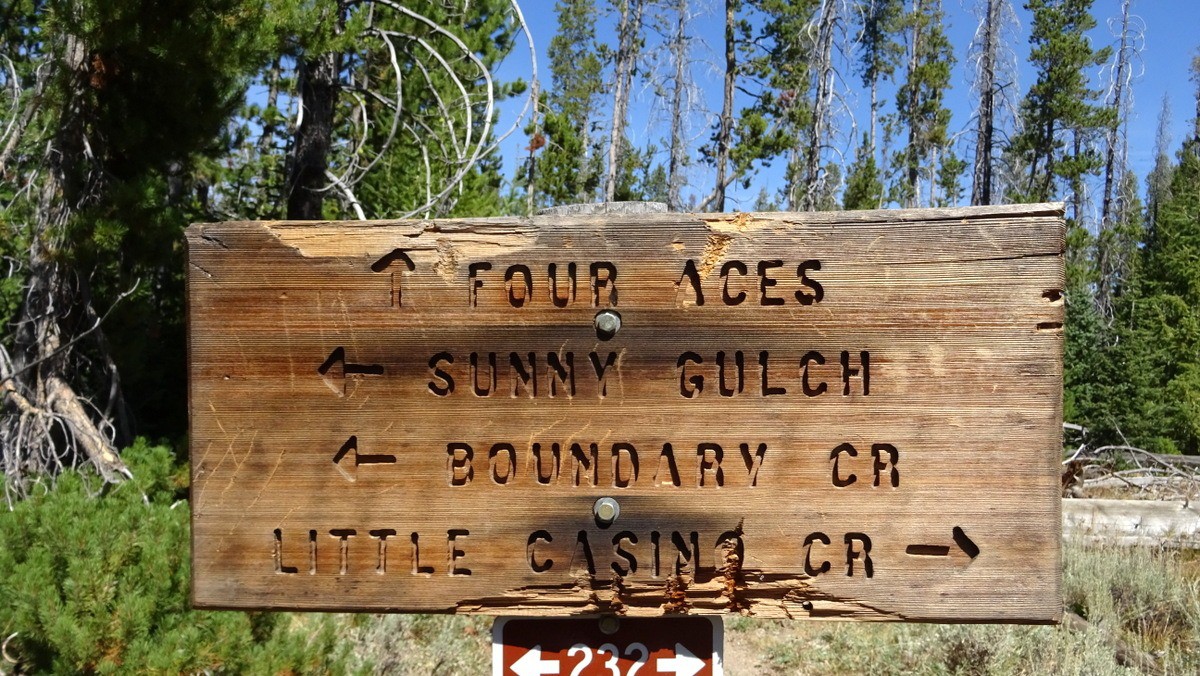 ↑ FOUR ACES
← SUNNY GULCH
← BOUNDARY CR
LITTLE CASINO CR →
← 232 →